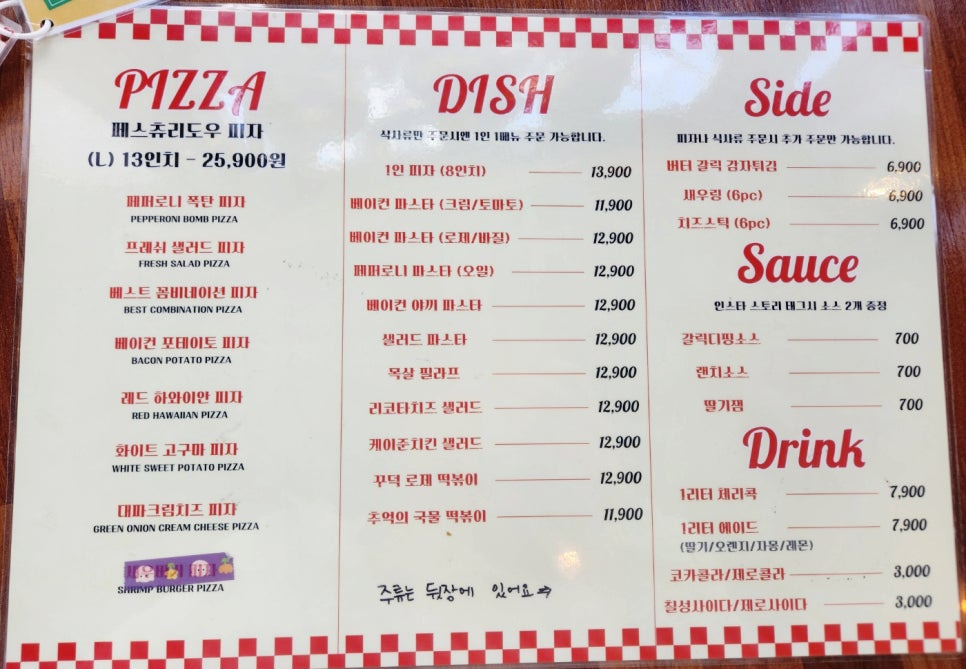 PIZZA
페스츄리도우 피자
(L) 13인치 - 25,900원
페퍼로니 폭탄 피자
PEPPERONI BOMB PIZZA
프레쉬 샐러드 피자
FRESH SALAD PIZZA
베스트 콤비네이션 피자
BEST COMBINATION PIZZA
베이컨 포테이토 피자
BACON POTATO PIZZA
레드 하와이안 피자
RED HAWAIIAN PIZZA
화이트 고구마 피자
WHITE SWEET POTATO PIZZA
대파크림치즈 피자
GREEN ONION CREAM CHEESE PIZZA
SHRIMP BURGER PIZZA
DISH
식사류만 주문시엔 1인 1메뉴 주문 가능합니다.
1인 피자 (8인치) 13,900
베이컨 파스타 (크림/토마토) 11,900
베이컨 파스타 (로제/바질) 12,900
페퍼로니 파스타 (오일) 12,900
베이컨 야끼 파스타 12,900
샐러드 파스타 12,900
목살 필라프 12,900
리코타치즈 샐러드 12,900
케이준치킨 샐러드 12,900
꾸덕 로제 떡볶이 12,900
추억의 국물 떡볶이 11,900
주류는 뒷장에 있어요→
Side
피자나 식사류 주문시 추가 주문만 가능합니다.
버터 갈릭 감자튀김 6,900
새우링 (6pc) 6,900
치즈스틱 (6pc) 6,900
Sauce
인스타 스토리 태그시 소스 2개 증정
갈릭디핑소스 700
랜치소스 700
딸기잼 700
Drink
1리터 체리콕 7,900
1리터 에이드 7,900
(딸기/오렌지/자몽/레몬)
코카콜라/제로콜라 3,000
칠성사이다/제로사이다 3,000